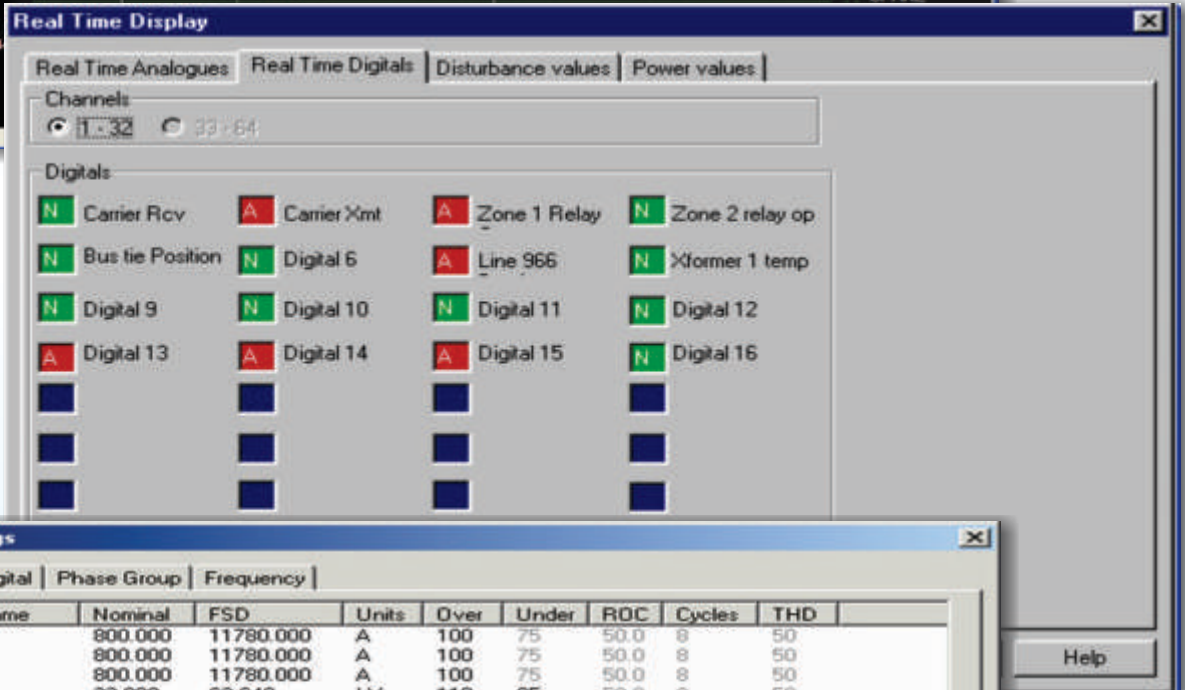 Real Time Display
Real Time Analogues Real Time Digitals Disturbance values Power values
Channels
1 - 32 33 - 64
Digitals
N Carrier Rcv A Carrier Xmt A Zone 1 Relay N Zone 2 relay op
N Bus tie Position N Digital 6 A Line 966 N Xformer 1 temp
N Digital 9 N Digital 10 N Digital 11 N Digital 12
A Digital 13 A Digital 14 A Digital 15 N Digital 16
gs
gital Phase Group Frequency
ame Nominal FSD Units Over Under ROC Cycles THD
800.000 11780.000 A 100 75 50.0 8 50
800.000 11780.000 A 100 75 50.0 8 50
800.000 11780.000 A 100 75 50.0 8 50
Help